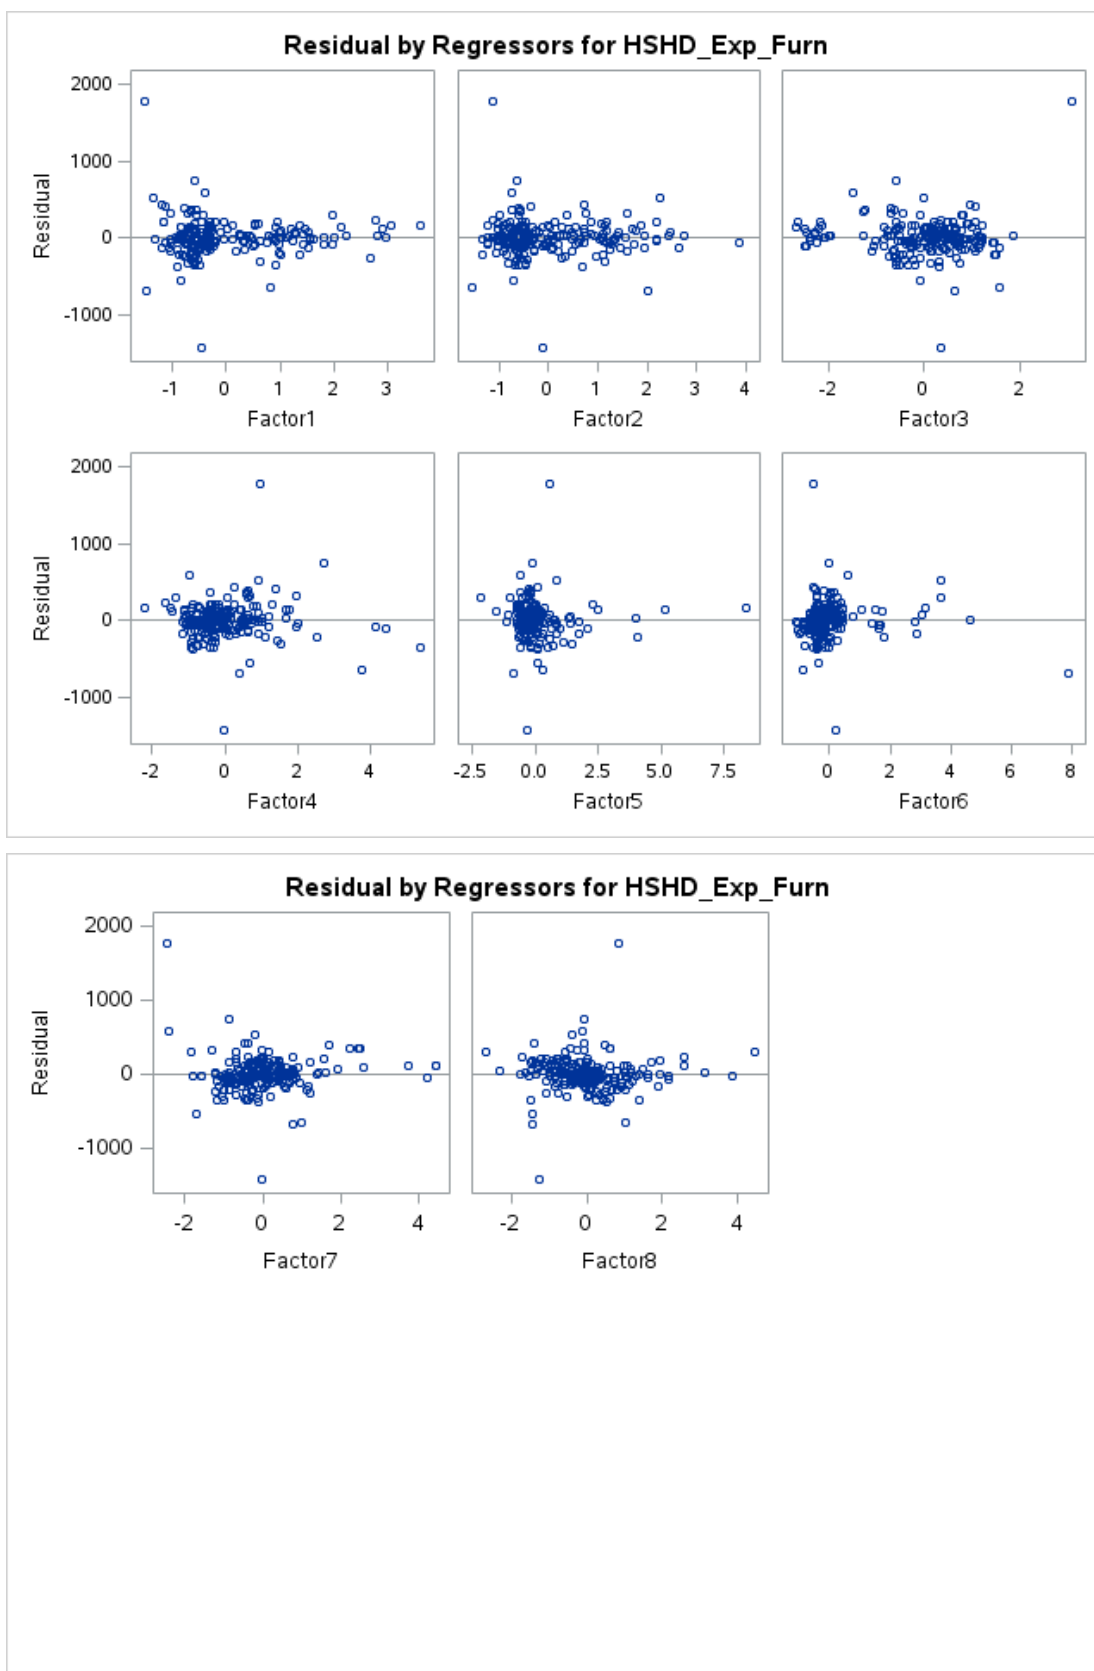 Residual by Regressors for HSHD_Exp_Furn
2000
1000
0
-1000
Residual
-1 0 1 2 3
Factor1
-1 0 1 2 3 4
Factor2
-2 0 2
Factor3
2000
1000
0
-1000
Residual
-2 0 2 4
Factor4
-2.5 0.0 2.5 5.0 7.5
Factor5
0 2 4 6 8
Factor6
Residual by Regressors for HSHD_Exp_Furn
2000
1000
0
-1000
Residual
-2 0 2 4
Factor7
-2 0 2 4
Factor8